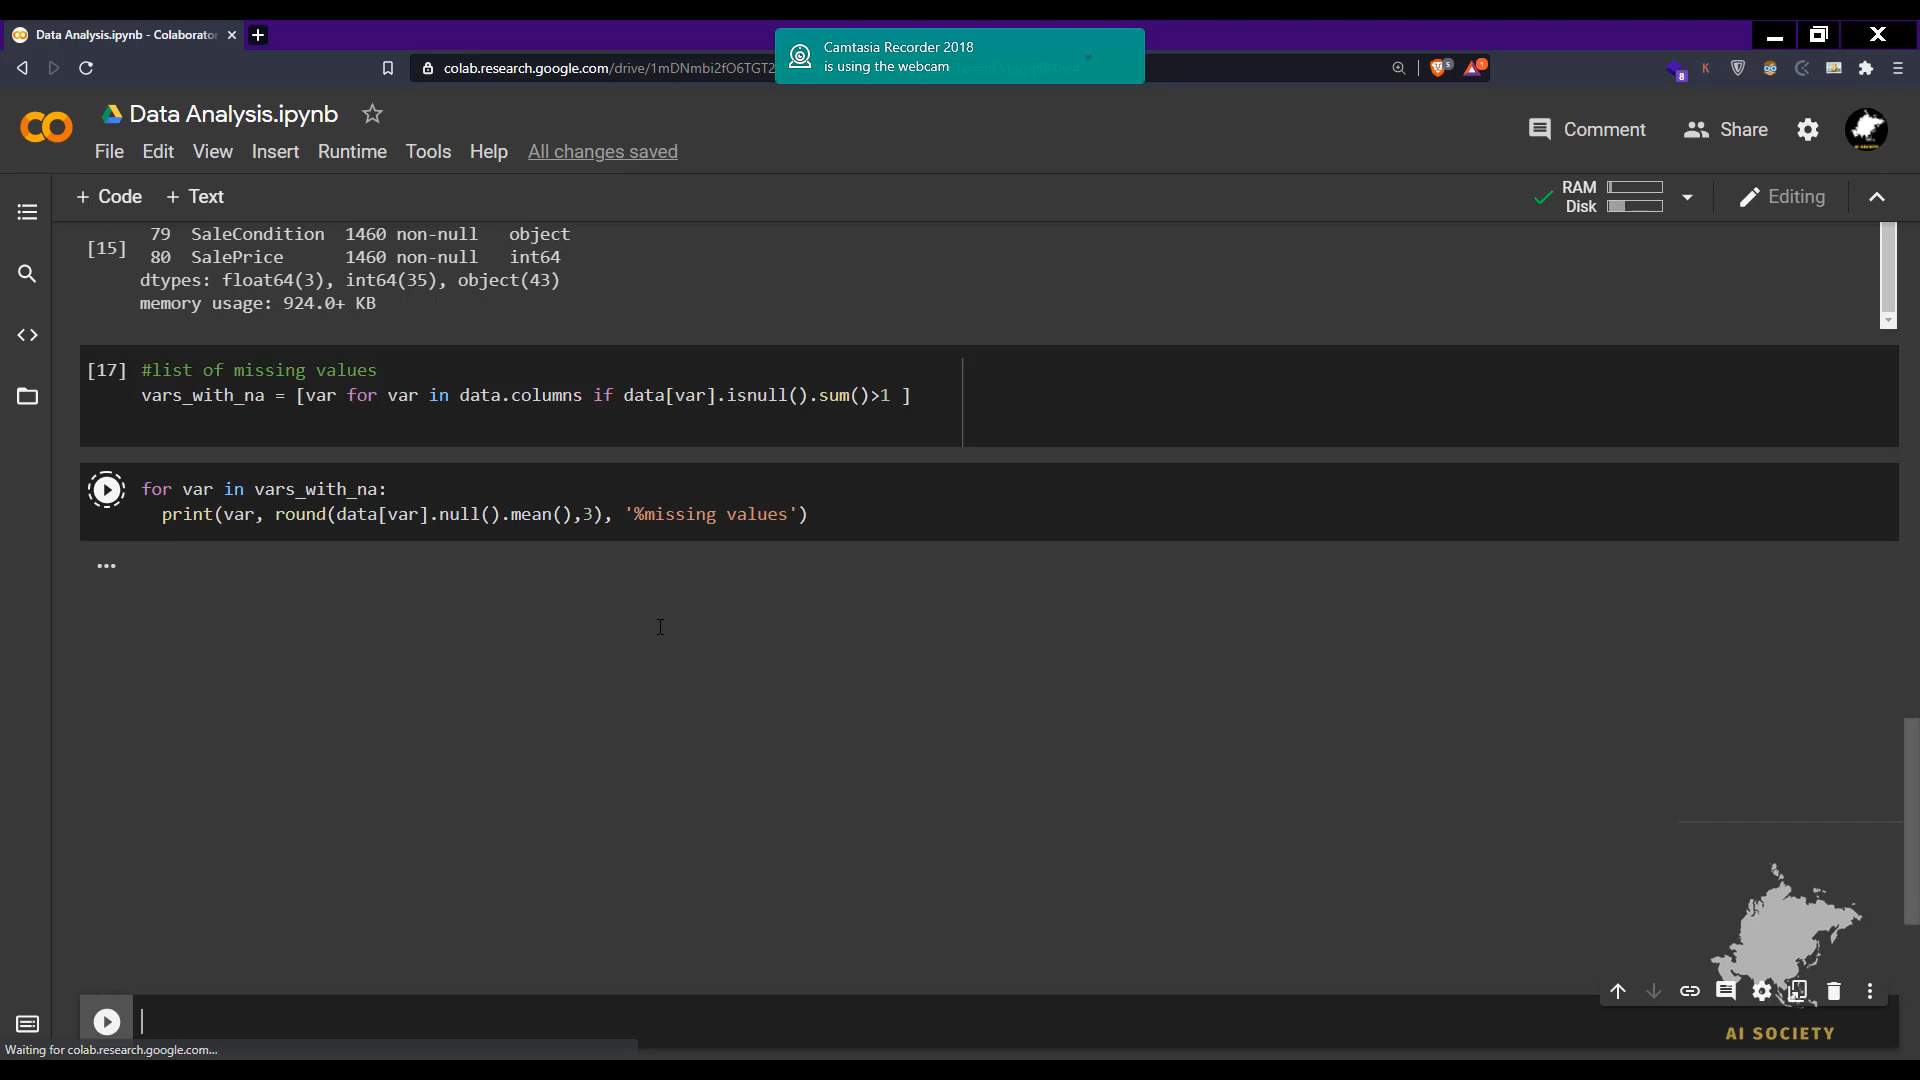 Data Analysis.ipynb - Colaborator
Camtasia Recorder 2018
is using the webcam
colab.research.google.com/drive/1mDNmbi2fO6TGT2
5
1
K
8
Data Analysis.ipynb
Comment
Share
File Edit View Insert Runtime Tools Help All changes saved
AI SOCIETY
+ Code + Text
RAM
Disk
Editing
[15]
79 SaleCondition 1460 non-null object
80 SalePrice 1460 non-null int64
dtypes: float64(3), int64(35), object(43)
memory usage: 924.0+ KB
[17] #list of missing values
vars_with_na = [var for var in data.columns if data[var].isnull().sum()>1 ]
for var in vars_with_na:
print(var, round(data[var].null().mean(),3), '%missing values')
...
AI SOCIETY
Waiting for colab.research.google.com...